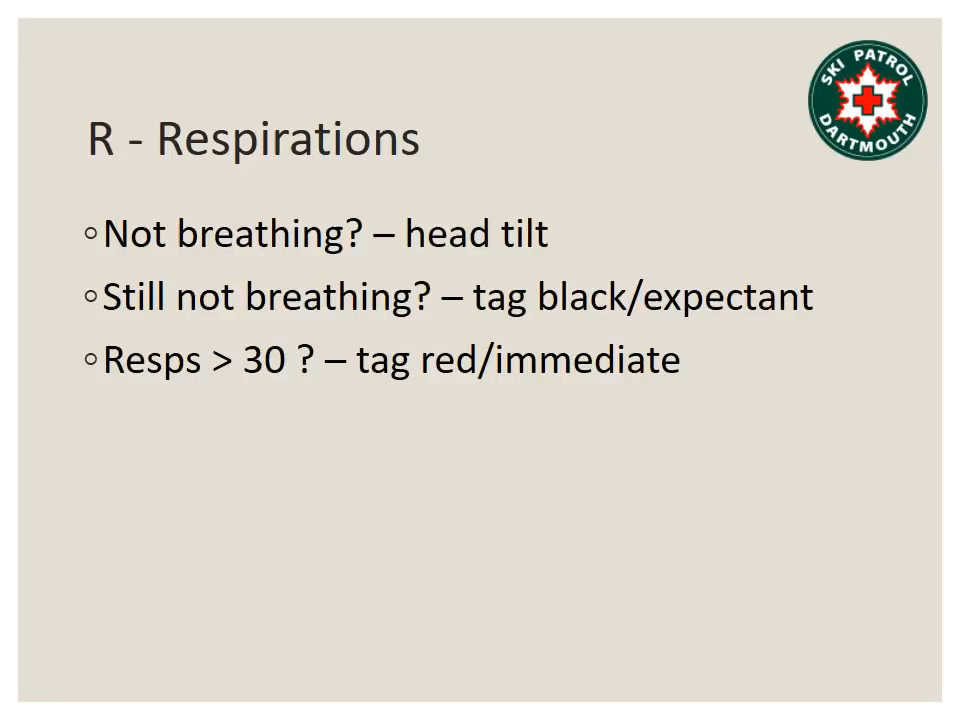 SKI PATROL
DARTMOUTH
R - Respirations
◦Not breathing? – head tilt
◦Still not breathing? – tag black/expectant
◦Resps > 30 ? – tag red/immediate